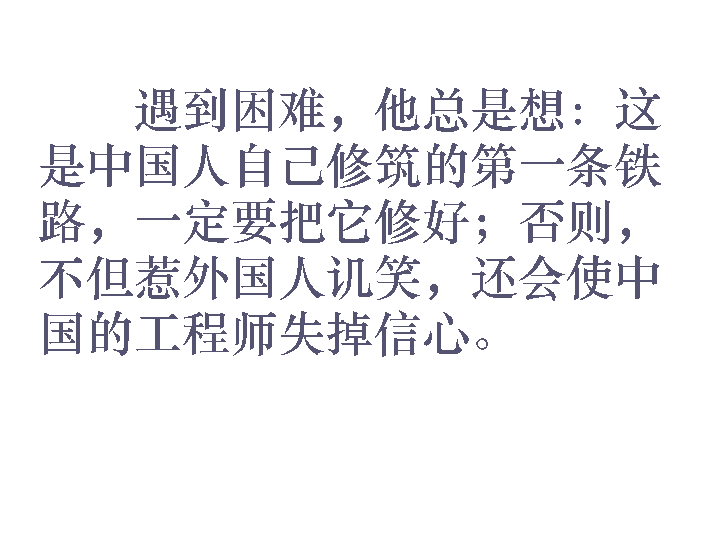 遇到困难，他总是想：这
是中国人自己修筑的第一条铁
路，一定要把它修好；否则，
不但惹外国人讥笑，还会使中
国的工程师失掉信心。